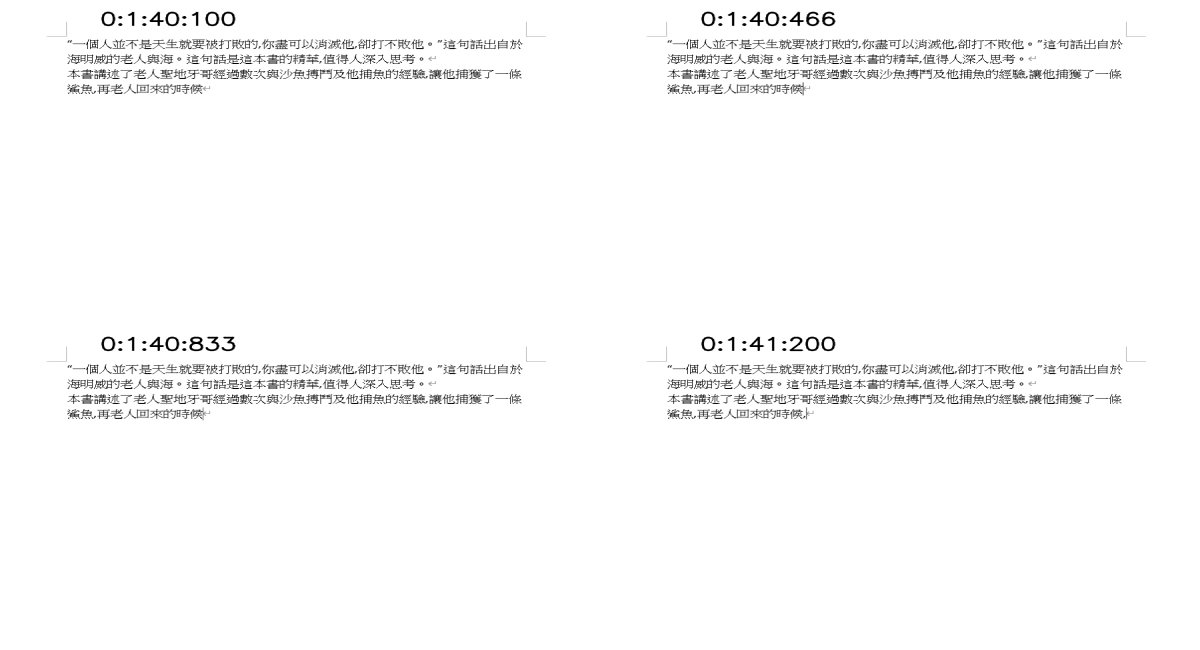 0:1:40:100
“一個人並不是天生就要被打敗的,你盡可以消滅他,卻打不敗他。”這句話出自於
海明威的老人與海。這句話是這本書的精華,值得人深入思考。
本書講述了老人聖地牙哥經過數次與沙魚搏鬥及他捕魚的經驗,讓他捕獲了一條
鯊魚,再老人回來的時候
0:1:40:466
“一個人並不是天生就要被打敗的,你盡可以消滅他,卻打不敗他。”這句話出自於
海明威的老人與海。這句話是這本書的精華,值得人深入思考。
本書講述了老人聖地牙哥經過數次與沙魚搏鬥及他捕魚的經驗,讓他捕獲了一條
鯊魚,再老人回來的時候
0:1:40:833
“一個人並不是天生就要被打敗的,你盡可以消滅他,卻打不敗他。”這句話出自於
海明威的老人與海。這句話是這本書的精華,值得人深入思考。
本書講述了老人聖地牙哥經過數次與沙魚搏鬥及他捕魚的經驗,讓他捕獲了一條
鯊魚,再老人回來的時候
0:1:41:200
“一個人並不是天生就要被打敗的,你盡可以消滅他,卻打不敗他。”這句話出自於
海明威的老人與海。這句話是這本書的精華,值得人深入思考。
本書講述了老人聖地牙哥經過數次與沙魚搏鬥及他捕魚的經驗,讓他捕獲了一條
鯊魚,再老人回來的時候,